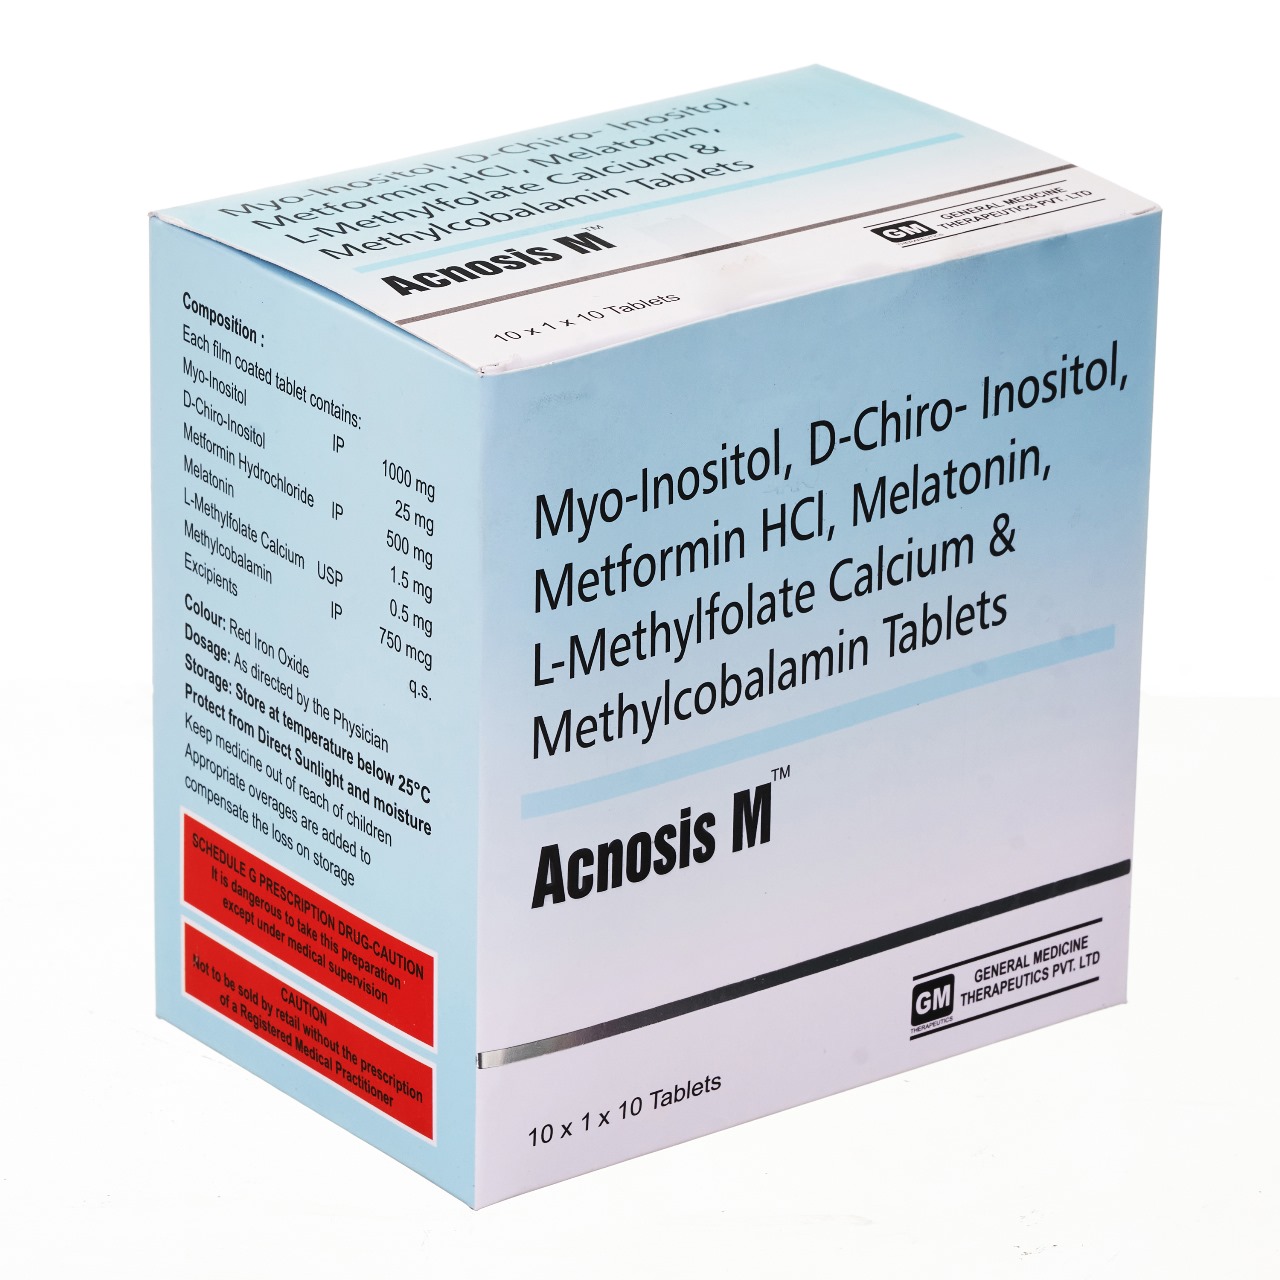 Myo-Inositol, D-Chiro- Inositol,
Metformin HCl, Melatonin,
L-Methylfolate Calcium &
Methylcobalamin Tablets
Acnosis M™
10 x 1 x 10 Tablets
GM
THERAPEUTICS
GENERAL MEDICINE
THERAPEUTICS PVT. LTD
Composition :
Each film coated tablet contains:
Myo-Inositol 1000 mg
D-Chiro-Inositol IP 25 mg
Metformin Hydrochloride IP 500 mg
Melatonin 1.5 mg
L-Methylfolate Calcium USP 0.5 mg
Methylcobalamin IP 750 mcg
Excipients q.s.
Colour: Red Iron Oxide
Dosage: As directed by the Physician
Storage: Store at temperature below 25°C
Protect from Direct Sunlight and moisture
Keep medicine out of reach of children
Appropriate overages are added to
compensate the loss on storage
SCHEDULE G PRESCRIPTION DRUG-CAUTION
It is dangerous to take this preparation
except under medical supervision
CAUTION
Not to be sold by retail without the prescription
of a Registered Medical Practitioner
Myo-Inositol, D-Chiro- Inositol,
Metformin HCl, Melatonin,
L-Methylfolate Calcium &
Methylcobalamin Tablets
Acnosis M™
10 x 1 x 10 Tablets
GM
THERAPEUTICS
GENERAL MEDICINE
THERAPEUTICS PVT. LTD